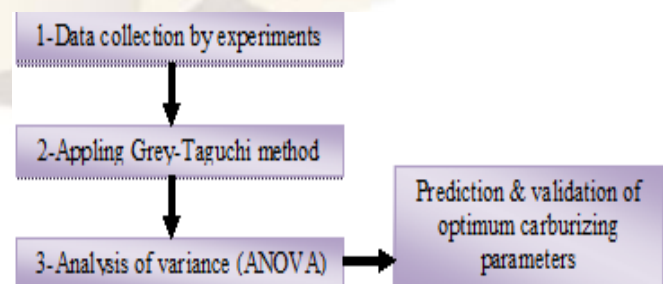 1-Data collection by experiments
2-Appling Grey-Taguchi method
3-Analysis of variance (ANOVA)
Prediction & validation of
optimum carburizing
parameters